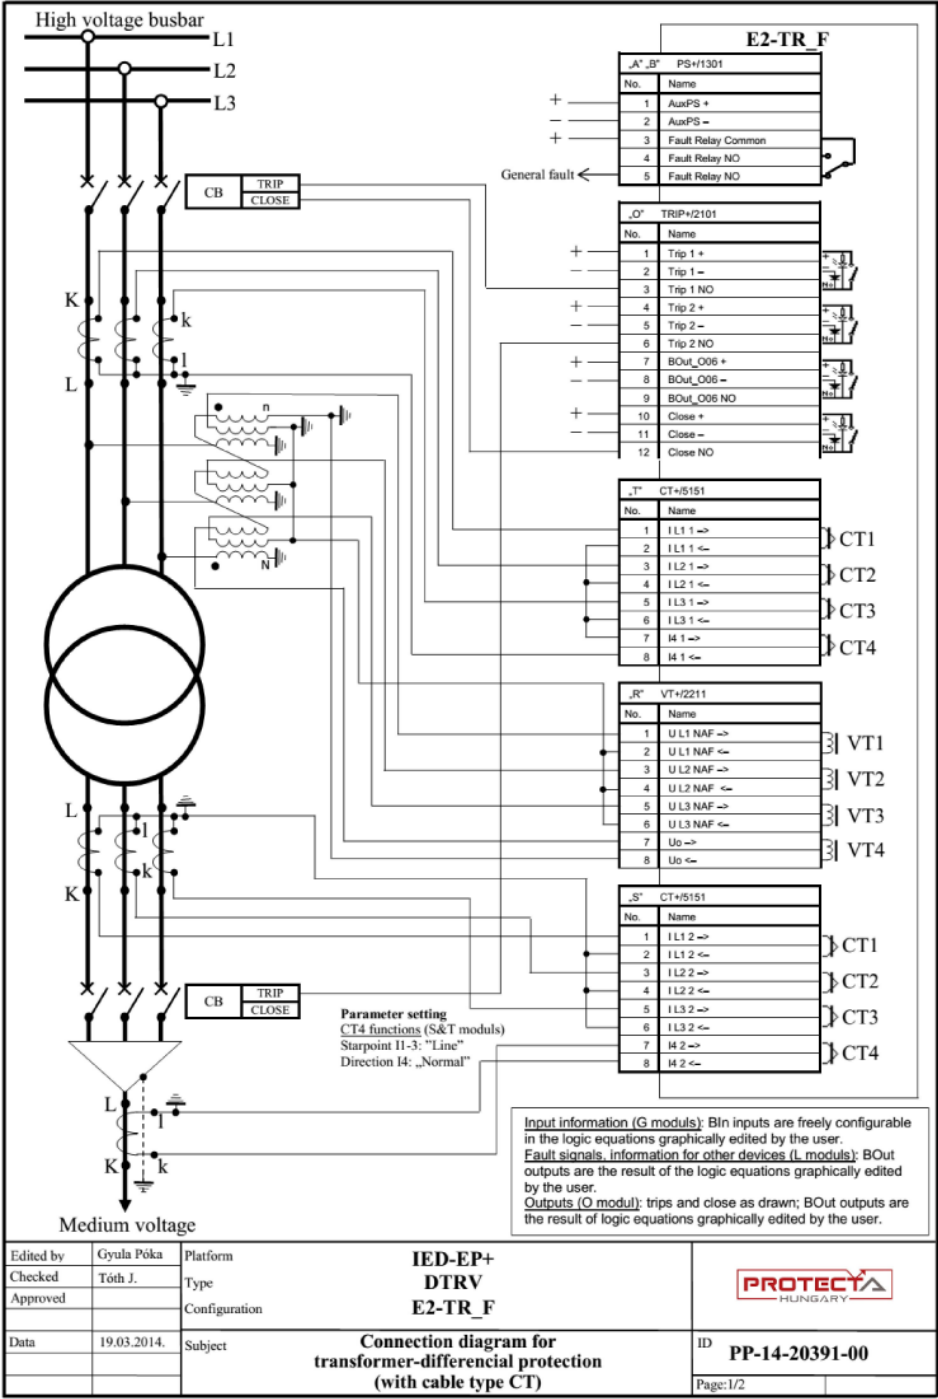 High voltage busbar
L1
L2
L3
E2-TR_F
„A" „B" PS+/1301
No. Name
+ 1 AuxPS +
− 2 AuxPS −
+ 3 Fault Relay Common
4 Fault Relay NO
General fault 5 Fault Relay NO
CB TRIP
CLOSE
„O" TRIP+/2101
No. Name
+ 1 Trip 1 +
− 2 Trip 1 −
3 Trip 1 NO
+ 4 Trip 2 +
− 5 Trip 2 −
6 Trip 2 NO
+ 7 BOut_O06 +
− 8 BOut_O06 −
9 BOut_O06 NO
+ 10 Close +
− 11 Close −
12 Close NO
K
k
l
L
n
N
„T" CT+/5151
No. Name
1 I L1 1 −>
2 I L1 1 <−
3 I L2 1 −>
4 I L2 1 <−
5 I L3 1 −>
6 I L3 1 <−
7 I4 1 −>
8 I4 1 <−
CT1
CT2
CT3
CT4
„R" VT+/2211
No. Name
1 U L1 NAF −>
2 U L1 NAF <−
3 U L2 NAF −>
4 U L2 NAF <−
5 U L3 NAF −>
6 U L3 NAF <−
7 Uo −>
8 Uo <−
VT1
VT2
VT3
VT4
L
l
k
K
„S" CT+/5151
No. Name
1 I L1 2 −>
2 I L1 2 <−
3 I L2 2 −>
4 I L2 2 <−
5 I L3 2 −>
6 I L3 2 <−
7 I4 2 −>
8 I4 2 <−
CT1
CT2
CT3
CT4
CB TRIP
CLOSE
Parameter setting
CT4 functions (S&T moduls)
Starpoint I1-3: "Line"
Direction I4: „Normal"
L
l
K
k
Medium voltage
Input information (G moduls): BIn inputs are freely configurable
in the logic equations graphically edited by the user.
Fault signals, information for other devices (L moduls): BOut
outputs are the result of the logic equations graphically edited
by the user.
Outputs (O modul): trips and close as drawn; BOut outputs are
the result of logic equations graphically edited by the user.
Edited by Gyula Póka
Checked Tóth J.
Approved
Data 19.03.2014.
Platform IED-EP+
Type DTRV
Configuration E2-TR_F
Subject Connection diagram for
transformer-differencial protection
(with cable type CT)
PROTECTA
HUNGARY
ID PP-14-20391-00
Page:1/2